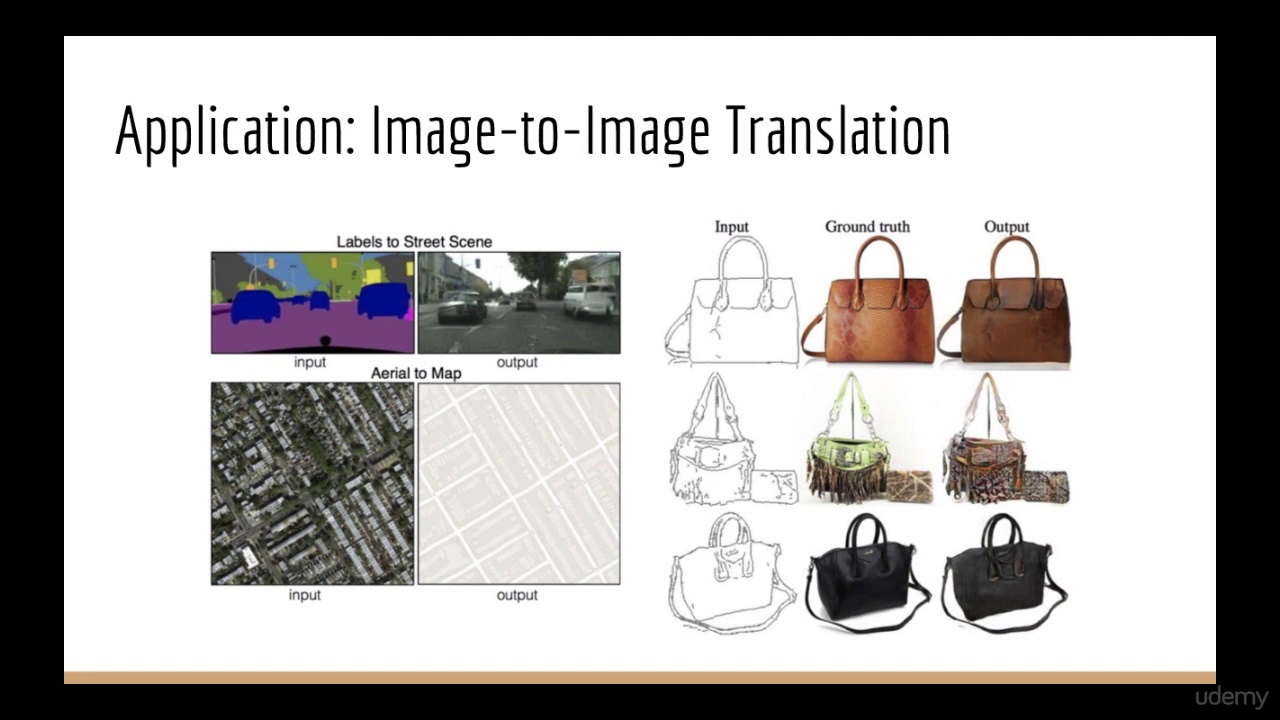 Application: Image-to-Image Translation
Labels to Street Scene
input output
Aerial to Map
input output
Input Ground truth Output
udemy